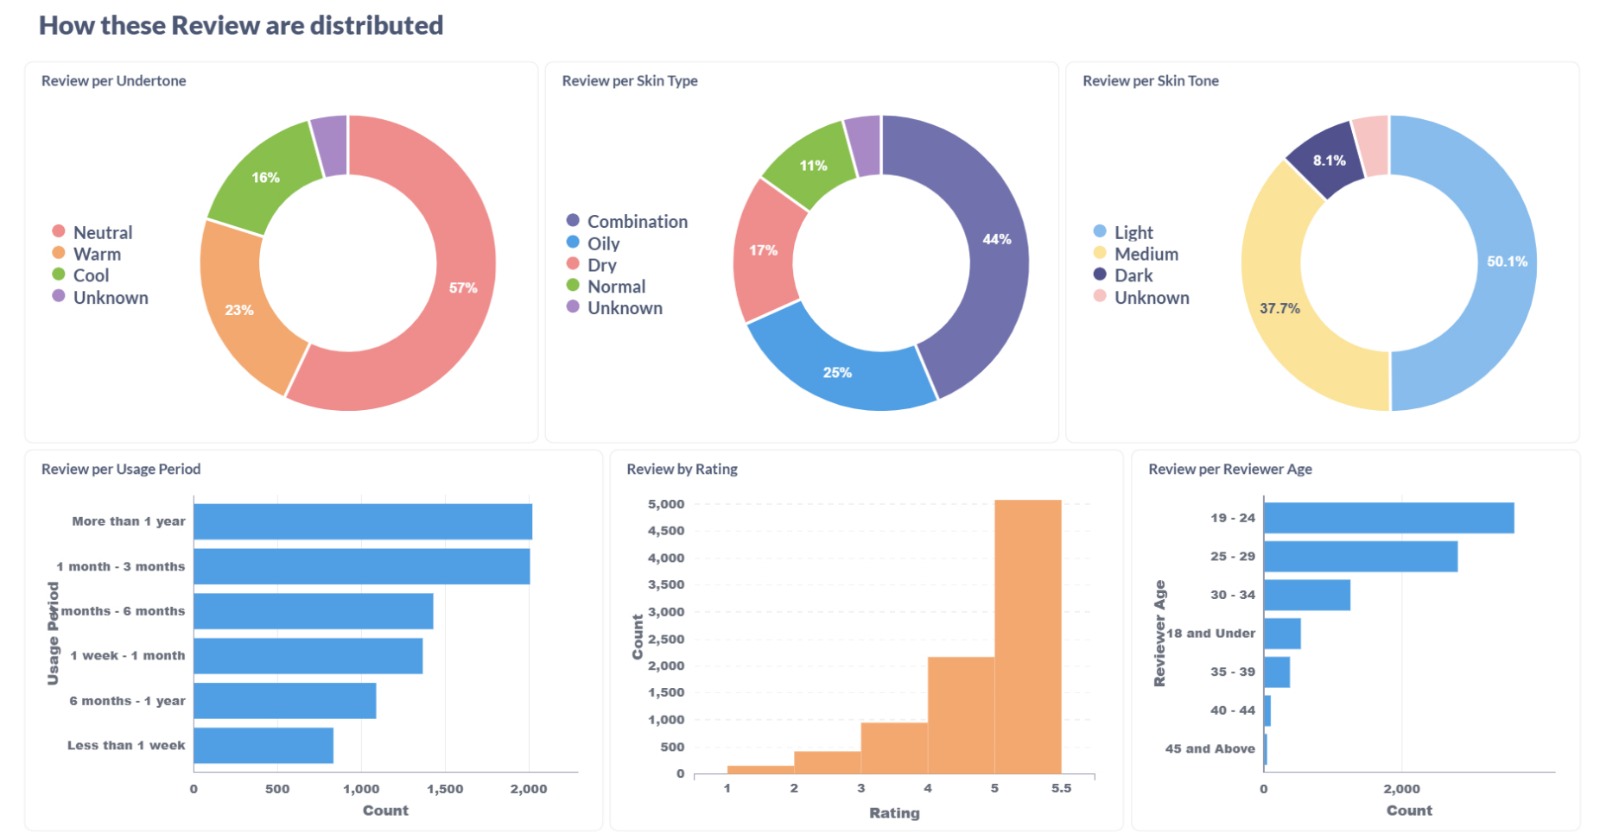 How these Review are distributed
Review per Undertone
Neutral
Warm
Cool
Unknown
16%
23%
57%
Review per Skin Type
Combination
Oily
Dry
Normal
Unknown
11%
17%
44%
25%
Review per Skin Tone
Light
Medium
Dark
Unknown
8.1%
50.1%
37.7%
Review per Usage Period
Usage Period
More than 1 year
1 month - 3 months
months - 6 months
1 week - 1 month
6 months - 1 year
Less than 1 week
0 500 1,000 1,500 2,000
Count
Review by Rating
Count
5,000
4,500
4,000
3,500
3,000
2,500
2,000
1,500
1,000
500
0
1 2 3 4 5 5.5
Rating
Review per Reviewer Age
Reviewer Age
19 - 24
25 - 29
30 - 34
18 and Under
35 - 39
40 - 44
45 and Above
0 2,000
Count